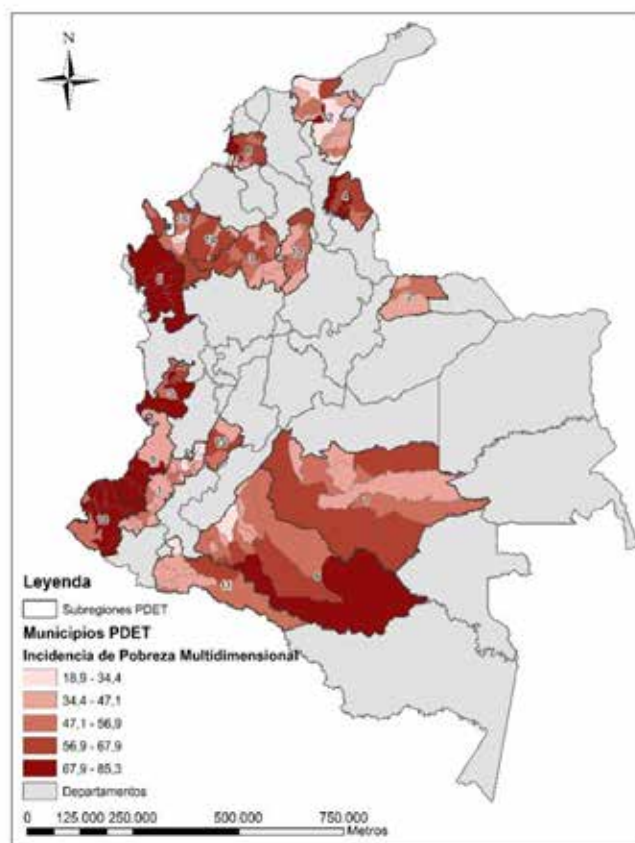 N
4
11
Leyenda
Subregiones PDET
Municipios PDET
Incidencia de Pobreza Multidimensional
18,9 - 34,4
34,4 - 47,1
47,1 - 56,9
56,9 - 67,9
67,9 - 85,3
Departamentos
0 125.000 250.000 500.000 750.000
Metros